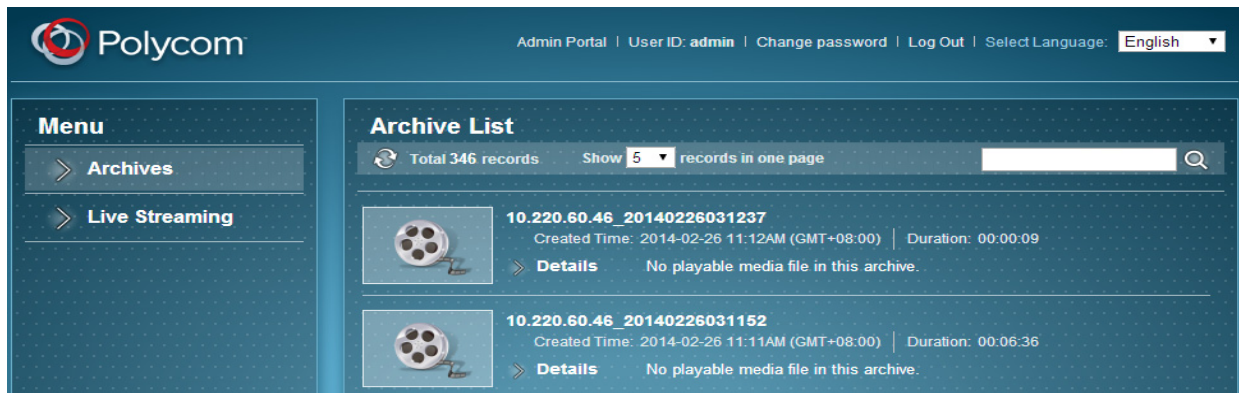 Polycom
Admin Portal | User ID: admin | Change password | Log Out | Select Language: English
Menu
Archives
Live Streaming
Archive List
Total 346 records Show 5 records in one page
10.220.60.46_20140226031237
Created Time: 2014-02-26 11:12AM (GMT+08:00) | Duration: 00:00:09
Details No playable media file in this archive.
10.220.60.46_20140226031152
Created Time: 2014-02-26 11:11AM (GMT+08:00) | Duration: 00:06:36
Details No playable media file in this archive.